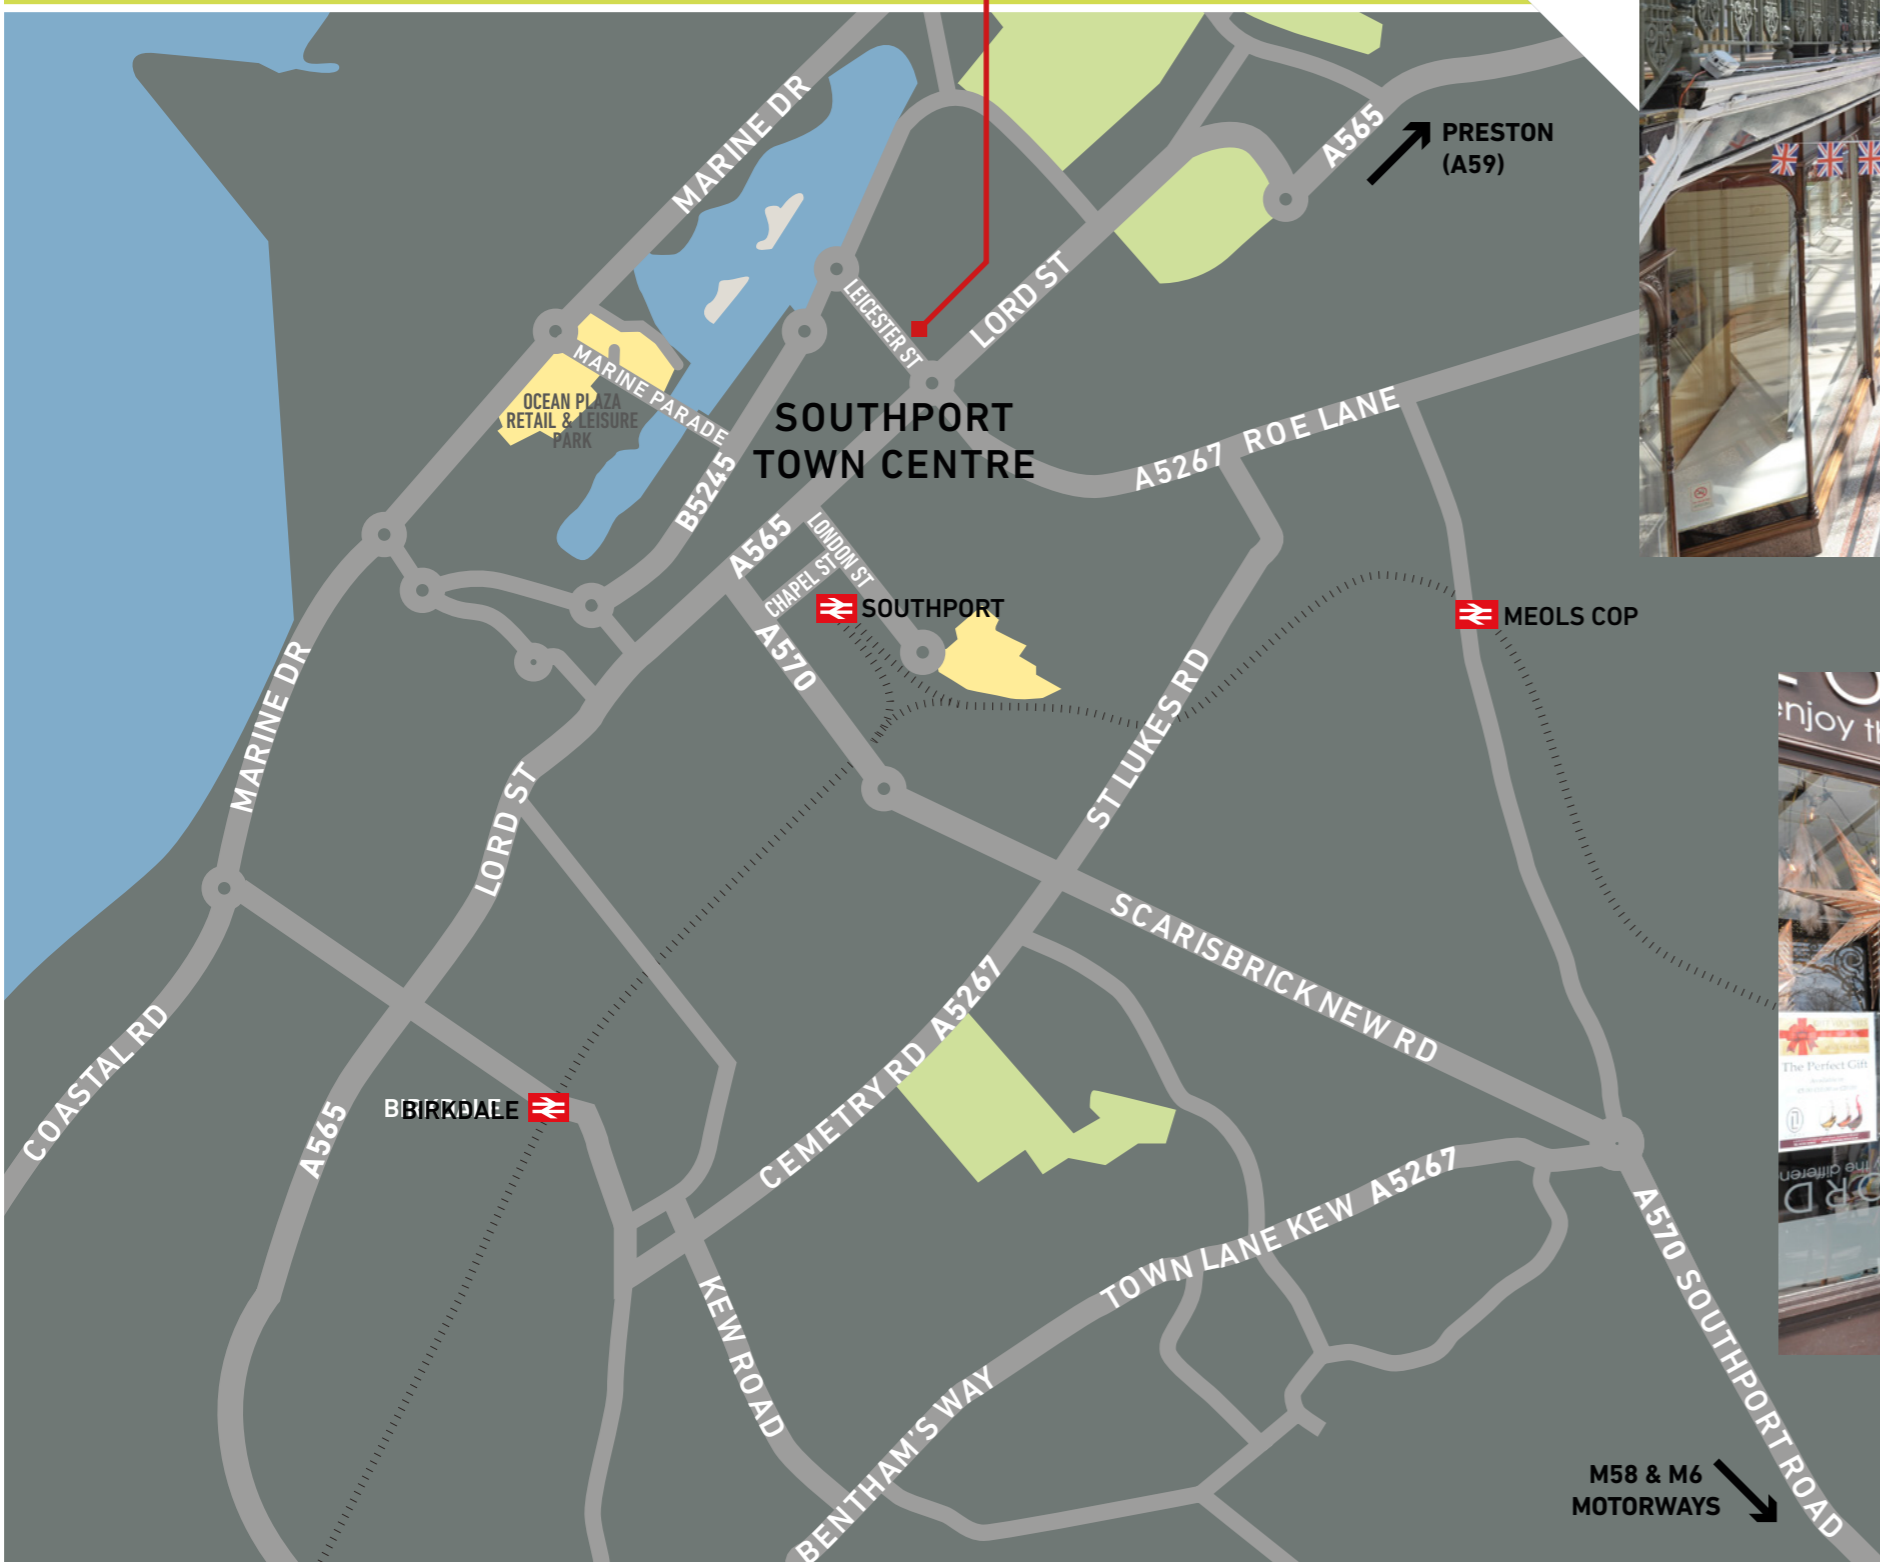 MARINE DR
A565
PRESTON
(A59)
LEICESTER ST
LORD ST
MARINE PARADE
OCEAN PLAZA
RETAIL & LEISURE
PARK
SOUTHPORT
TOWN CENTRE
A5267 ROE LANE
B5245
A565
LONDON ST
CHAPEL ST
SOUTHPORT
MEOLS COP
A570
MARINE DR
LORD ST
ST LUKES RD
enjoy
SCARISBRICK NEW RD
COASTAL RD
CEMETRY RD A5267
BIRKDALE
BIRKDALE
A565
The Perfect Gift
TOWN LANE KEW A5267
KEW ROAD
A570 SOUTHPORT ROAD
BENTHAM'S WAY
M58 & M6
MOTORWAYS